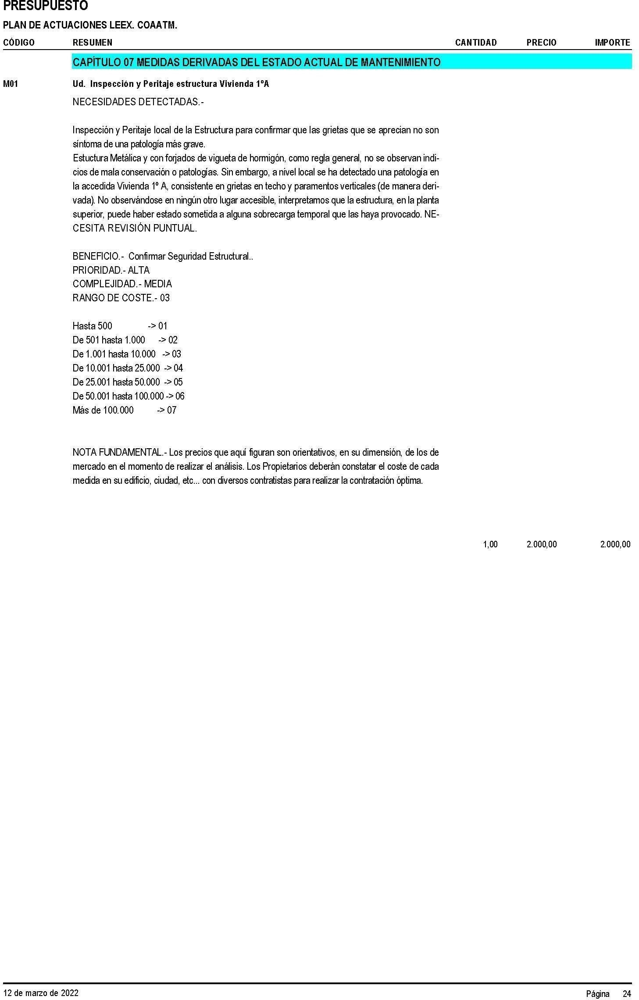 PRESUPUESTO
PLAN DE ACTUACIONES LEEX. COAATM.
CÓDIGO RESUMEN CANTIDAD PRECIO IMPORTE
CAPÍTULO 07 MEDIDAS DERIVADAS DEL ESTADO ACTUAL DE MANTENIMIENTO
M01 Ud. Inspección y Peritaje estructura Vivienda 1ºA
NECESIDADES DETECTADAS.-
Inspección y Peritaje local de la Estructura para confirmar que las grietas que se aprecian no son
síntoma de una patología más grave.
Estuctura Metálica y con forjados de vigueta de hormigón, como regla general, no se observan indi-
cios de mala conservación o patologías. Sin embargo, a nivel local se ha detectado una patología en
la accedida Vivienda 1º A, consistente en grietas en techo y paramentos verticales (de manera deri-
vada). No observándose en ningún otro lugar accesible, interpretamos que la estructura, en la planta
superior, puede haber estado sometida a alguna sobrecarga temporal que las haya provocado. NE-
CESITA REVISIÓN PUNTUAL.
BENEFICIO.- Confirmar Seguridad Estructural..
PRIORIDAD.- ALTA
COMPLEJIDAD.- MEDIA
RANGO DE COSTE.- 03
Hasta 500 -> 01
De 501 hasta 1.000 -> 02
De 1.001 hasta 10.000 -> 03
De 10.001 hasta 25.000 -> 04
De 25.001 hasta 50.000 -> 05
De 50.001 hasta 100.000 -> 06
Más de 100.000 -> 07
NOTA FUNDAMENTAL.- Los precios que aquí figuran son orientativos, en su dimensión, de los de
mercado en el momento de realizar el análisis. Los Propietarios deberán constatar el coste de cada
medida en su edificio, ciudad, etc... con diversos contratistas para realizar la contratación óptima.
1,00 2.000,00 2.000,00
12 de marzo de 2022 Página 24